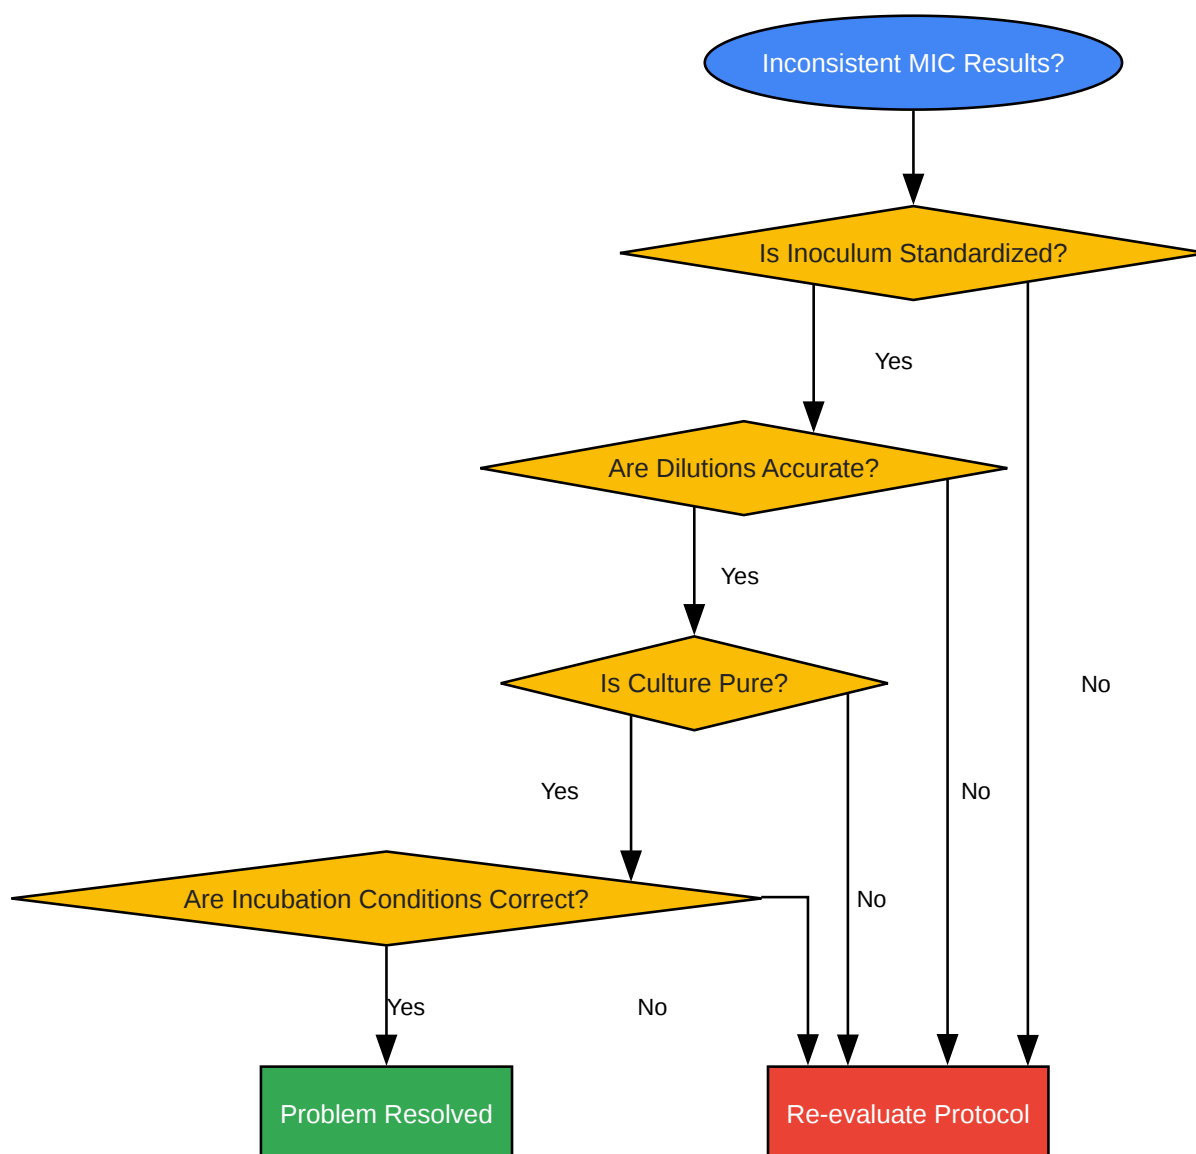 Inconsistent MIC Results?
Is Inoculum Standardized?
Yes
Are Dilutions Accurate?
Yes
Is Culture Pure?
No
Yes
No
Are Incubation Conditions Correct?
No
Yes
No
Problem Resolved
Re-evaluate Protocol